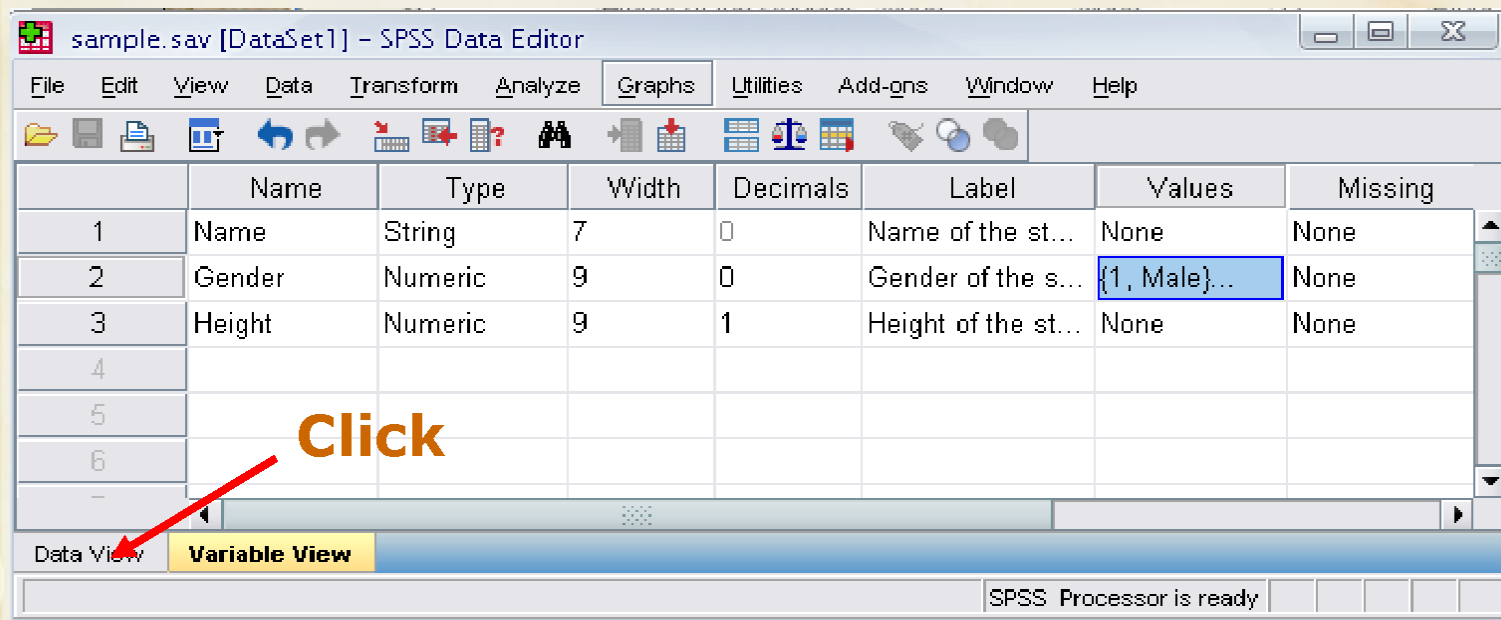 sample.sav [DataSet1] - SPSS Data Editor
File Edit View Data Transform Analyze Graphs Utilities Add-ons Window Help
Name Type Width Decimals Label Values Missing
1 Name String 7 0 Name of the st... None None
2 Gender Numeric 9 0 Gender of the s... {1, Male}... None
3 Height Numeric 9 1 Height of the st... None None
4
5
Click
6
Data View Variable View
SPSS Processor is ready